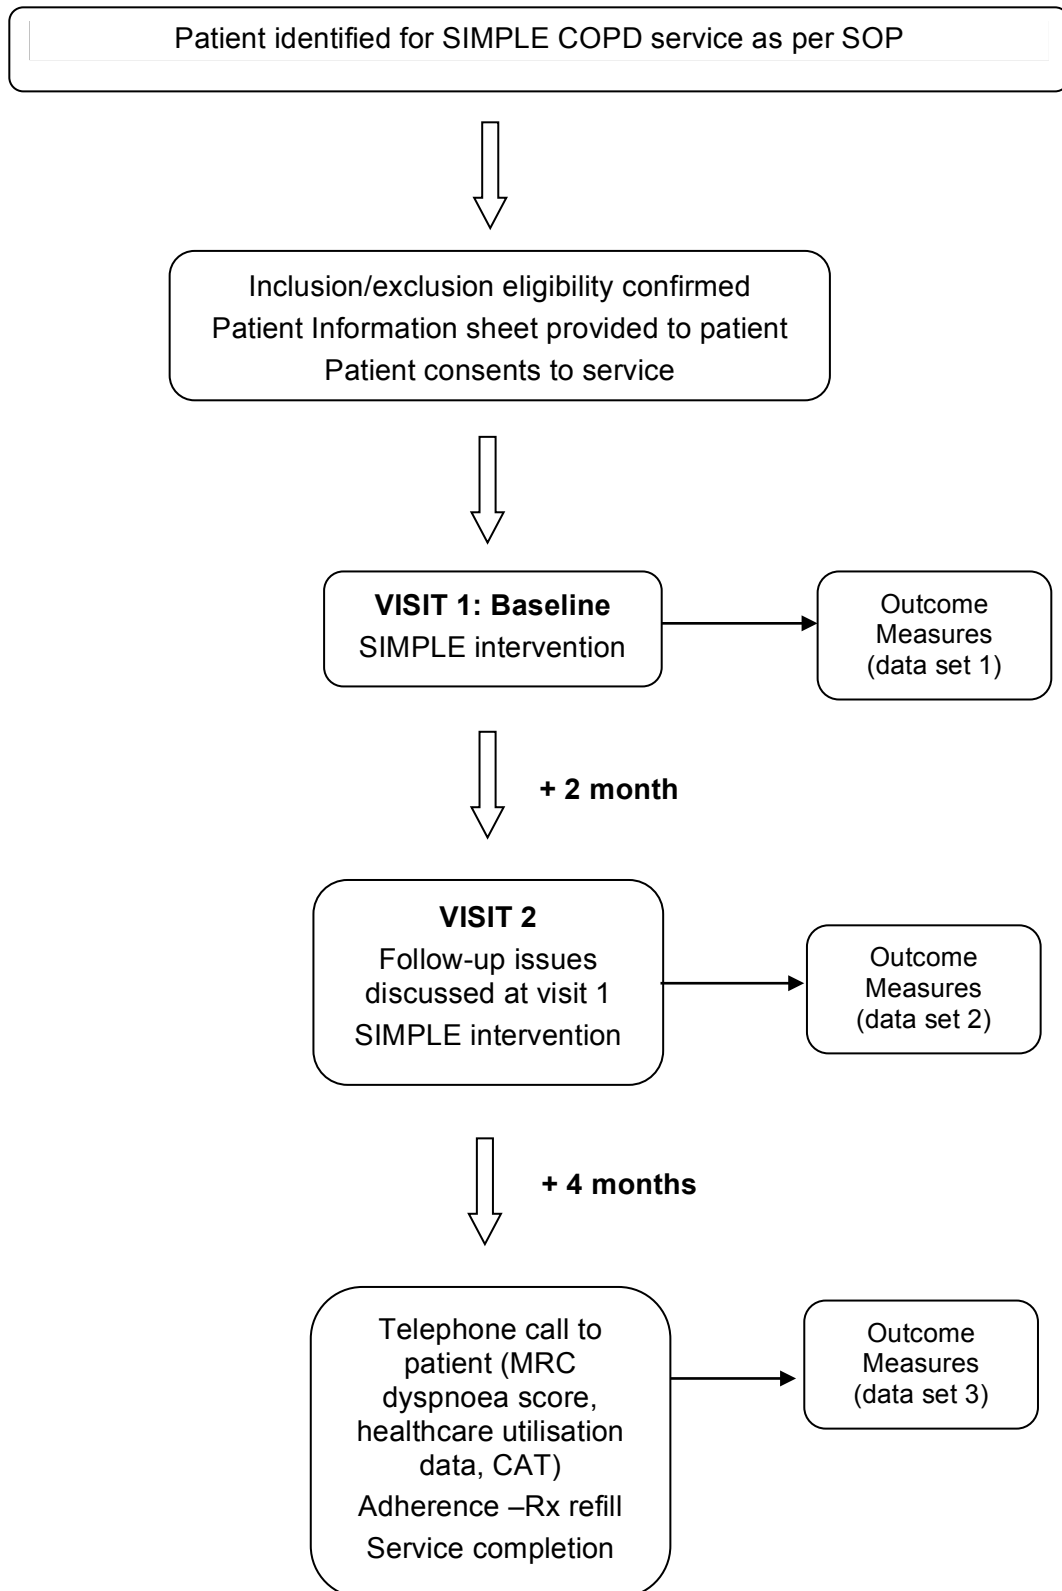 Patient identified for SIMPLE COPD service as per SOP
Inclusion/exclusion eligibility confirmed
Patient Information sheet provided to patient
Patient consents to service
VISIT 1: Baseline
SIMPLE intervention
Outcome
Measures
(data set 1)
+ 2 month
VISIT 2
Follow-up issues
discussed at visit 1
SIMPLE intervention
Outcome
Measures
(data set 2)
+ 4 months
Telephone call to
patient (MRC
dyspnoea score,
healthcare utilisation
data, CAT)
Adherence –Rx refill
Service completion
Outcome
Measures
(data set 3)